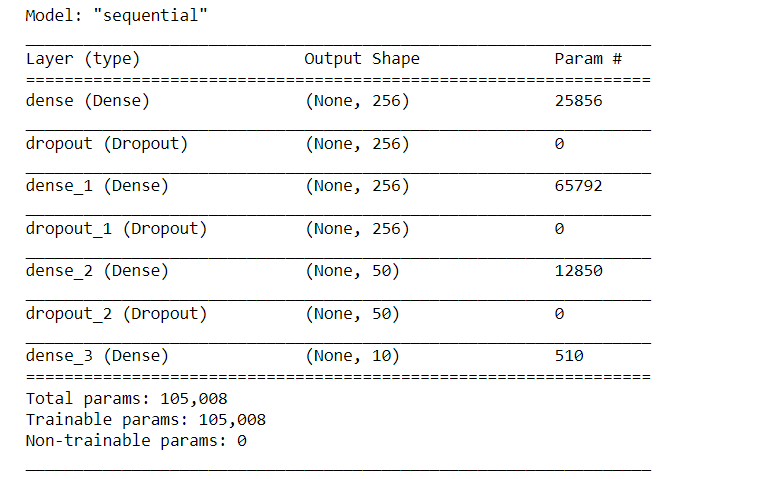 Model: "sequential"
_________________________________________________________________
Layer (type)                 Output Shape              Param #
=================================================================
dense (Dense)                (None, 256)               25856
_________________________________________________________________
dropout (Dropout)            (None, 256)               0
_________________________________________________________________
dense_1 (Dense)              (None, 256)               65792
_________________________________________________________________
dropout_1 (Dropout)          (None, 256)               0
_________________________________________________________________
dense_2 (Dense)              (None, 50)                12850
_________________________________________________________________
dropout_2 (Dropout)          (None, 50)                0
_________________________________________________________________
dense_3 (Dense)              (None, 10)                510
=================================================================
Total params: 105,008
Trainable params: 105,008
Non-trainable params: 0
_________________________________________________________________